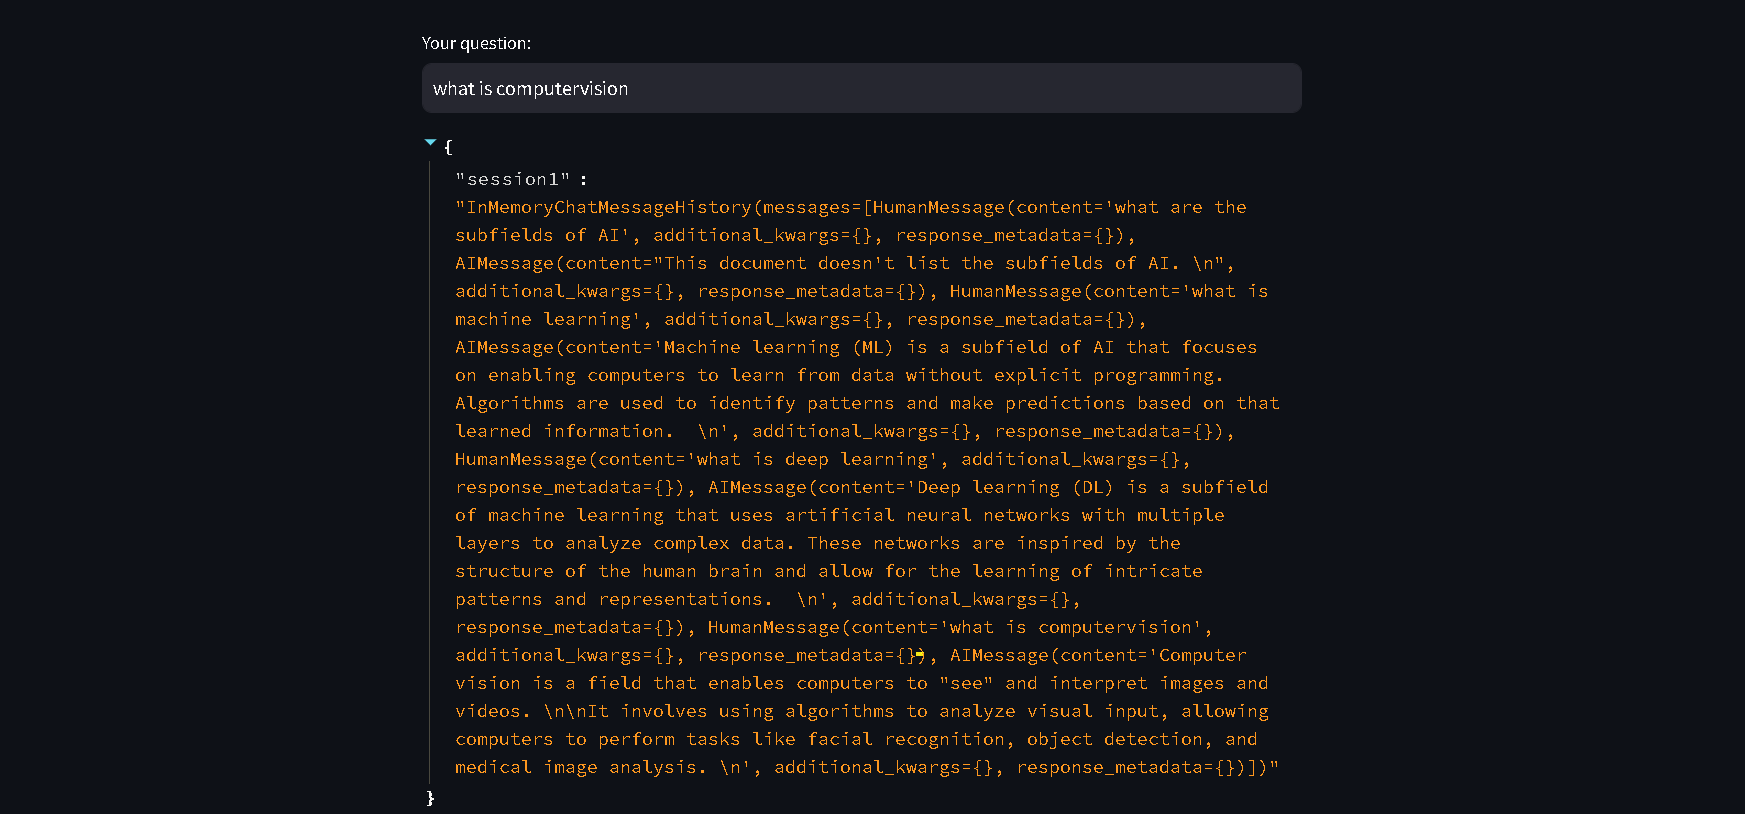 Your question:
what is computervision
{
"session1" :
"InMemoryChatMessageHistory(messages=[HumanMessage(content='what are the
subfields of AI', additional_kwargs={}, response_metadata={}),
AIMessage(content="This document doesn't list the subfields of AI. \n",
additional_kwargs={}, response_metadata={}), HumanMessage(content='what is
machine learning', additional_kwargs={}, response_metadata={}),
AIMessage(content='Machine learning (ML) is a subfield of AI that focuses
on enabling computers to learn from data without explicit programming.
Algorithms are used to identify patterns and make predictions based on that
learned information.  \n', additional_kwargs={}, response_metadata={}),
HumanMessage(content='what is deep learning', additional_kwargs={},
response_metadata={}), AIMessage(content='Deep learning (DL) is a subfield
of machine learning that uses artificial neural networks with multiple
layers to analyze complex data. These networks are inspired by the
structure of the human brain and allow for the learning of intricate
patterns and representations.  \n', additional_kwargs={},
response_metadata={}), HumanMessage(content='what is computervision',
additional_kwargs={}, response_metadata={}), AIMessage(content='Computer
vision is a field that enables computers to "see" and interpret images and
videos. \n\nIt involves using algorithms to analyze visual input, allowing
computers to perform tasks like facial recognition, object detection, and
medical image analysis. \n', additional_kwargs={}, response_metadata={})])"
}